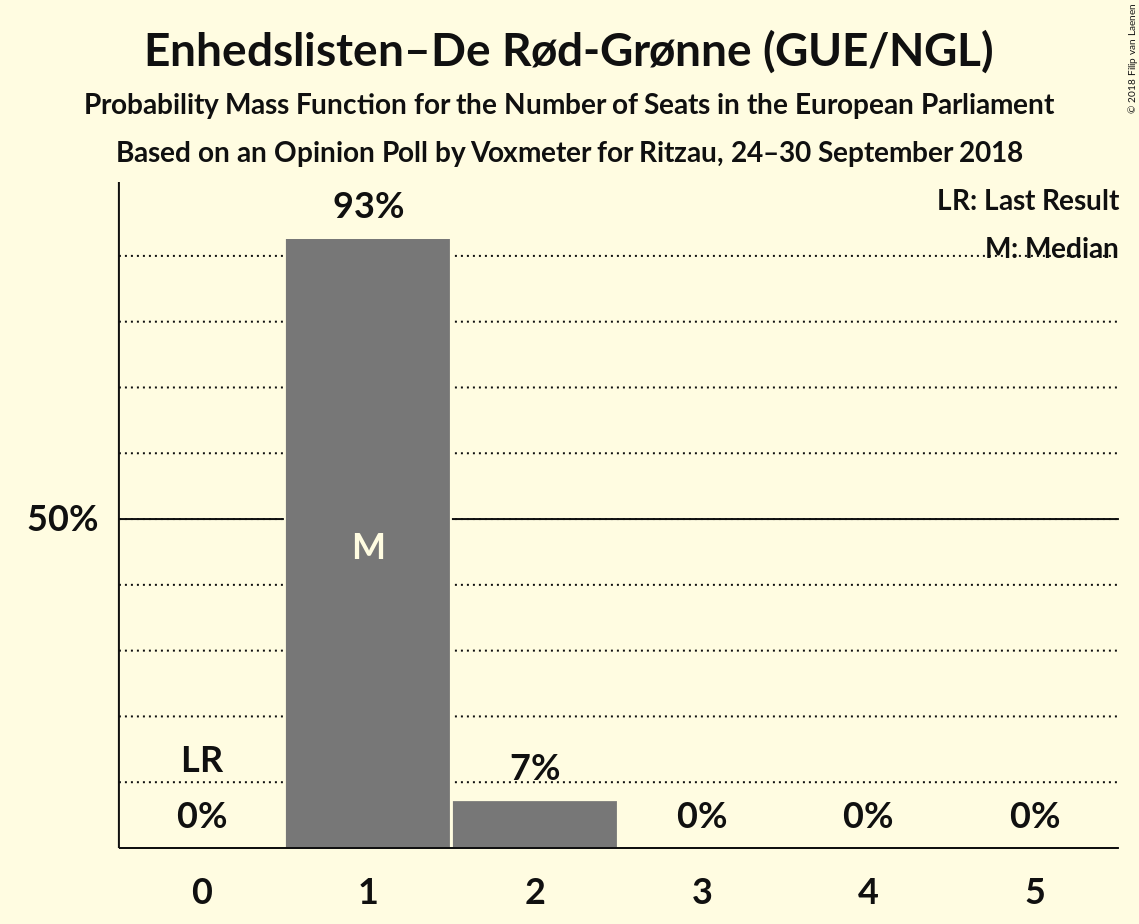 Enhedslisten–De Rød-Grønne (GUE/NGL)
Probability Mass Function for the Number of Seats in the European Parliament
Based on an Opinion Poll by Voxmeter for Ritzau, 24–30 September 2018
© 2018 Filip van Laenen
LR: Last Result
M: Median
93%
50%
M
LR
7%
0%
0%
0%
0%
0
1
2
3
4
5